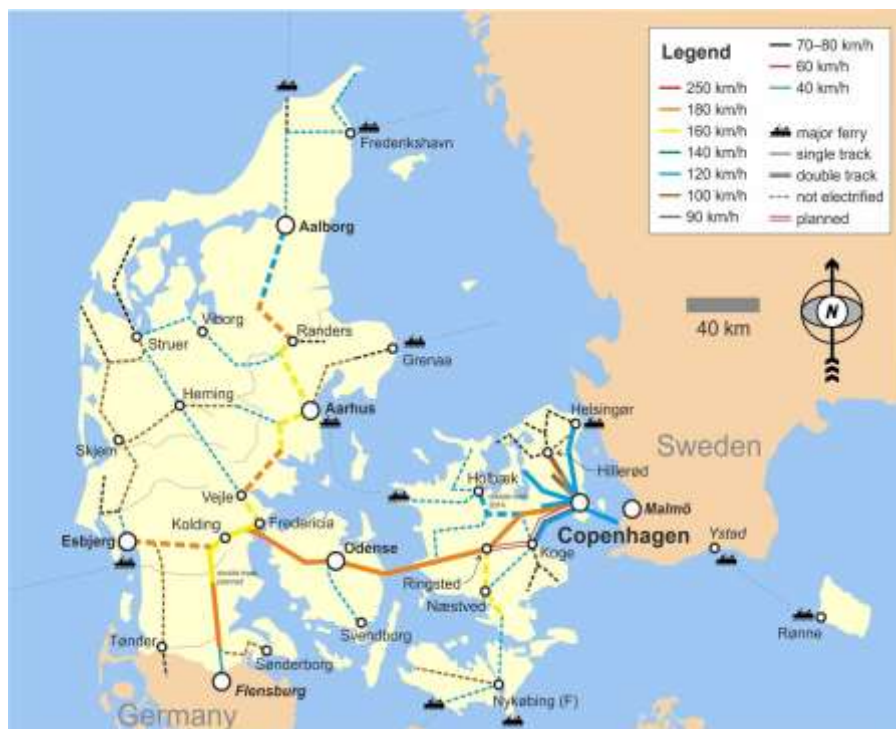 Legend
250 km/h
180 km/h
160 km/h
140 km/h
120 km/h
100 km/h
90 km/h
70–80 km/h
60 km/h
40 km/h
major ferry
single track
double track
not electrified
planned
N
40 km
Frederikshavn
Aalborg
Viborg
Randers
Struer
Grenaa
Herning
Aarhus
Skjern
Helsingør
Sweden
Hillerød
Holbæk
Vejle
Kolding
Fredericia
Malmö
Copenhagen
Esbjerg
Odense
Ystad
Køge
Ringsted
Næstved
Rønne
Svendborg
Tønder
Sønderborg
Flensburg
Nykøbing (F)
Germany